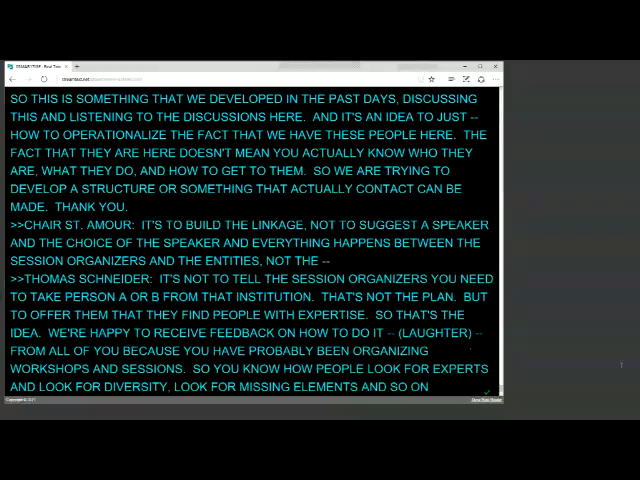 SO THIS IS SOMETHING THAT WE DEVELOPED IN THE PAST DAYS, DISCUSSING
THIS AND LISTENING TO THE DISCUSSIONS HERE.  AND IT'S AN IDEA TO JUST --
HOW TO OPERATIONALIZE THE FACT THAT WE HAVE THESE PEOPLE HERE.  THE
FACT THAT THEY ARE HERE DOESN'T MEAN YOU ACTUALLY KNOW WHO THEY
ARE, WHAT THEY DO, AND HOW TO GET TO THEM.  SO WE ARE TRYING TO
DEVELOP A STRUCTURE OR SOMETHING THAT ACTUALLY CONTACT CAN BE
MADE.  THANK YOU.
>>CHAIR ST. AMOUR:  IT'S TO BUILD THE LINKAGE, NOT TO SUGGEST A SPEAKER
AND THE CHOICE OF THE SPEAKER AND EVERYTHING HAPPENS BETWEEN THE
SESSION ORGANIZERS AND THE ENTITIES, NOT THE --
>>THOMAS SCHNEIDER:  IT'S NOT TO TELL THE SESSION ORGANIZERS YOU NEED
TO TAKE PERSON A OR B FROM THAT INSTITUTION.  THAT'S NOT THE PLAN.  BUT
TO OFFER THEM THAT THEY FIND PEOPLE WITH EXPERTISE.  SO THAT'S THE
IDEA.  WE'RE HAPPY TO RECEIVE FEEDBACK ON HOW TO DO IT -- (LAUGHTER) --
FROM ALL OF YOU BECAUSE YOU HAVE PROBABLY BEEN ORGANIZING
WORKSHOPS AND SESSIONS.  SO YOU KNOW HOW PEOPLE LOOK FOR EXPERTS
AND LOOK FOR DIVERSITY, LOOK FOR MISSING ELEMENTS AND SO ON